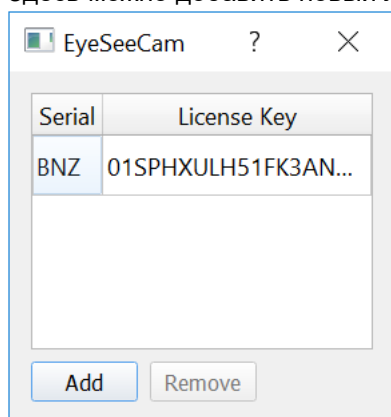 EyeSeeCam ?
Serial License Key
BNZ 01SPHXULH51FK3AN...
Add Remove